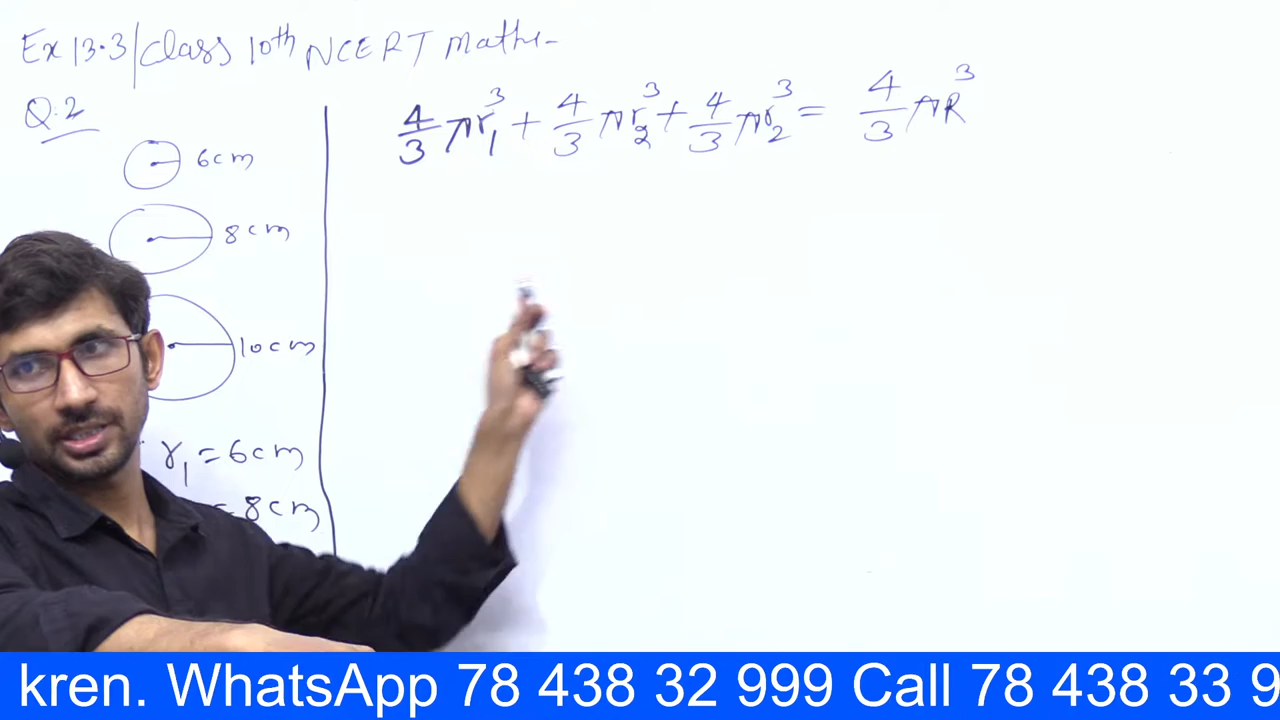 Ex 13.3/Class 10th NCERT Maths-
Q.2
6cm
8cm
10cm
r₁ = 6cm
= 8cm
4/3 πr₁³ + 4/3 πr₂³ + 4/3 πr₂³ = 4/3 πR³
kren. WhatsApp 78 438 32 999 Call 78 438 33 9